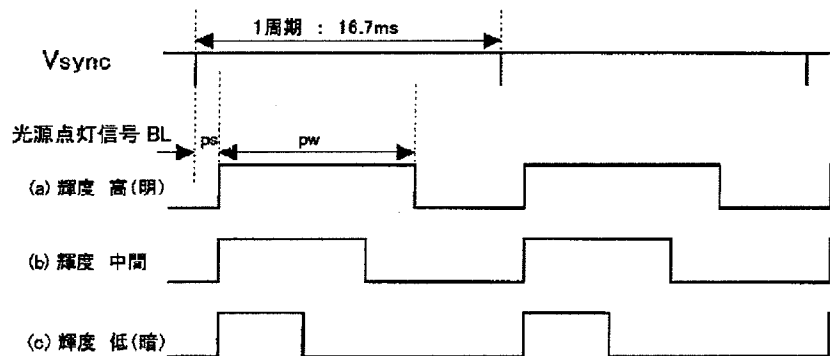 1周期 : 16.7ms
Vsync
光源点灯信号 BL
ps
pw
(a) 輝度 高(明)
(b) 輝度 中間
(c) 輝度 低(暗)